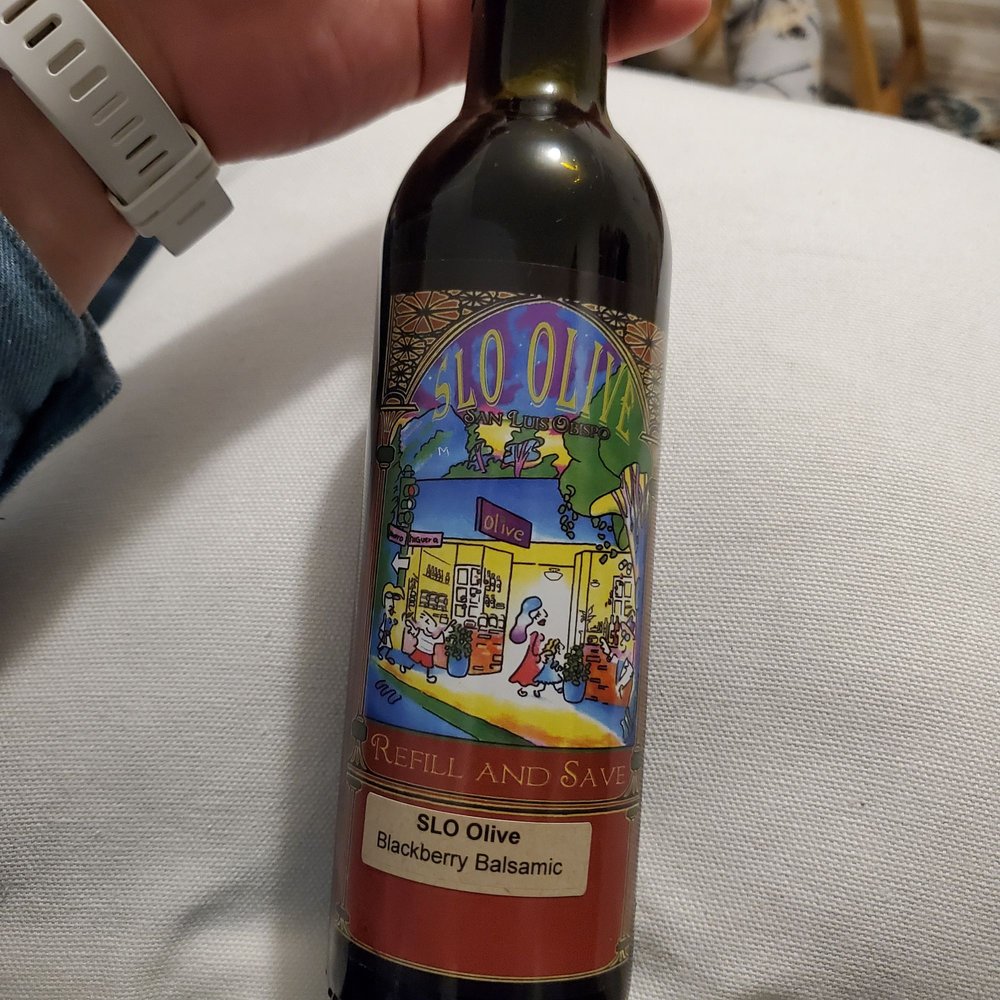 SLO OLIVE
San Luis Obispo
M
Olive
Refill and Save
SLO Olive
Blackberry Balsamic